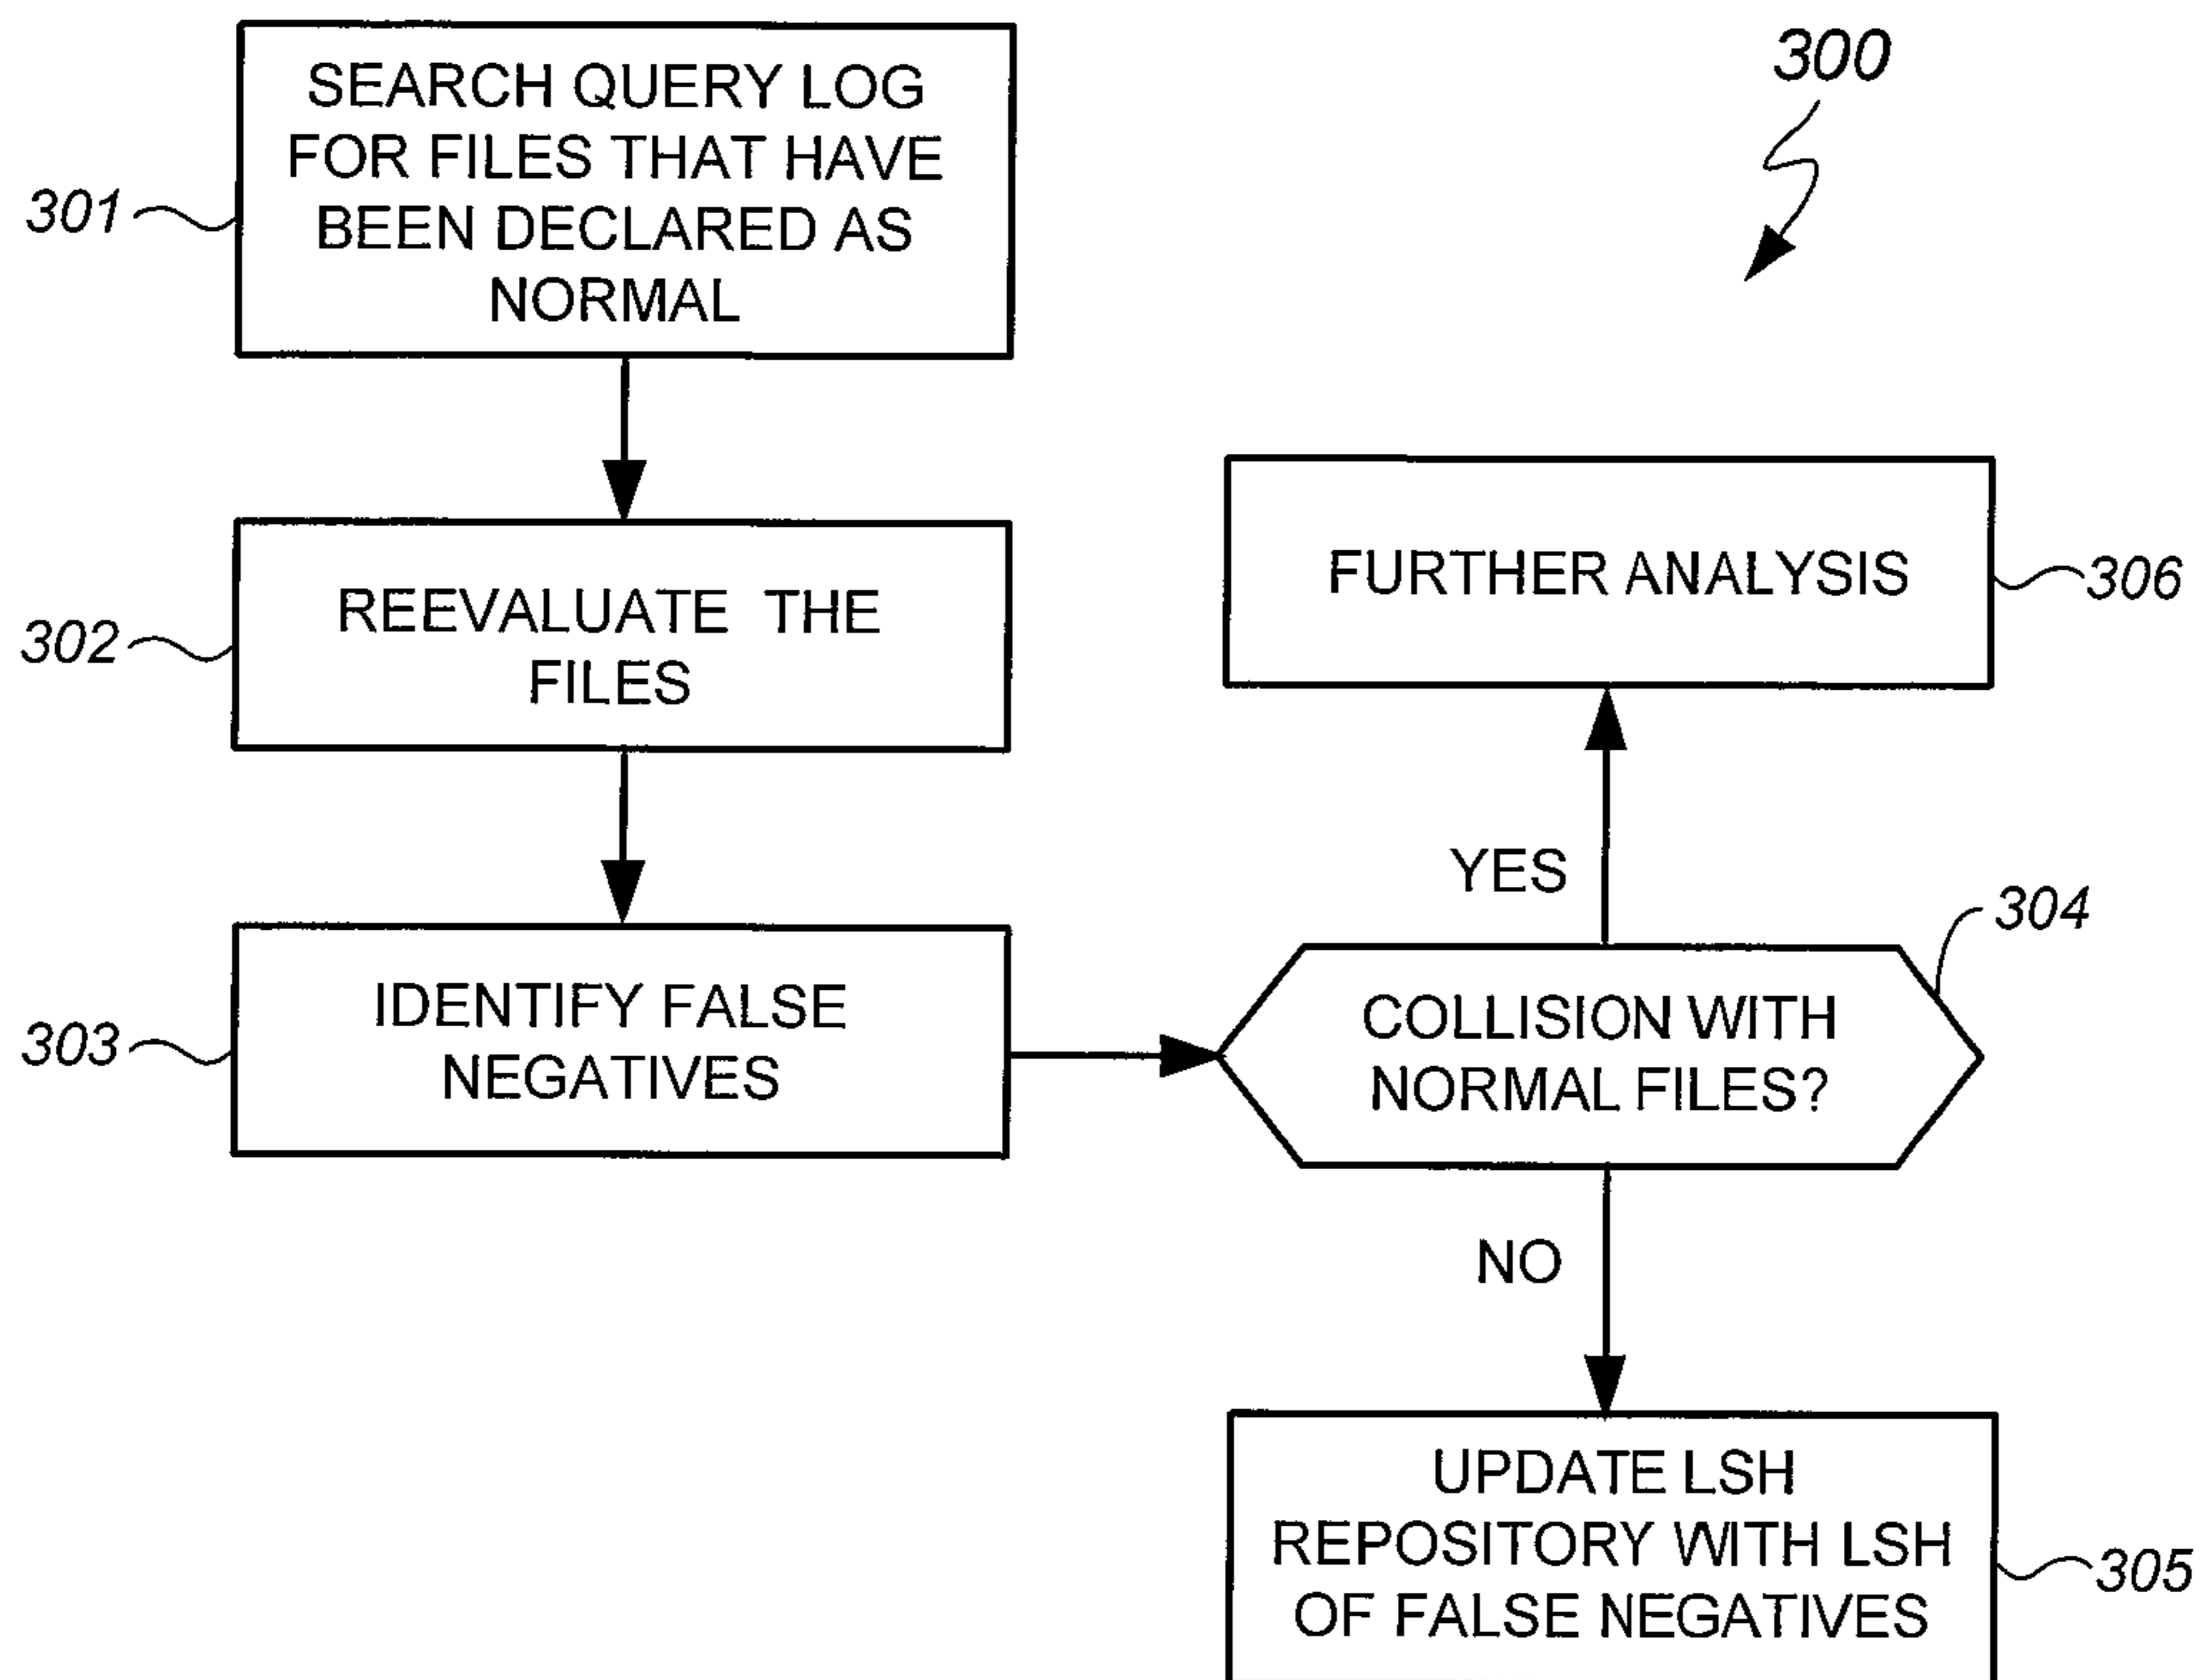 SEARCH QUERY LOG
FOR FILES THAT HAVE
BEEN DECLARED AS
NORMAL
301
300
REEVALUATE THE
FILES
302
FURTHER ANALYSIS
306
IDENTIFY FALSE
NEGATIVES
303
YES
304
COLLISION WITH
NORMAL FILES?
NO
UPDATE LSH
REPOSITORY WITH LSH
OF FALSE NEGATIVES
305